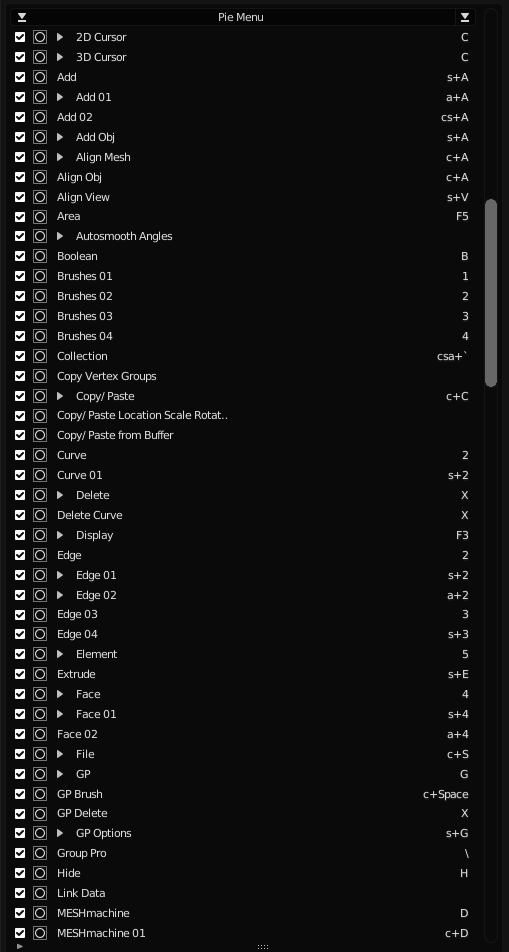 Pie Menu
2D Cursor C
3D Cursor C
Add s+A
Add 01 a+A
Add 02 cs+A
Add Obj s+A
Align Mesh c+A
Align Obj c+A
Align View s+V
Area F5
Autosmooth Angles
Boolean B
Brushes 01 1
Brushes 02 2
Brushes 03 3
Brushes 04 4
Collection csa+`
Copy Vertex Groups
Copy/ Paste c+C
Copy/ Paste Location Scale Rotat..
Copy/ Paste from Buffer
Curve 2
Curve 01 s+2
Delete X
Delete Curve X
Display F3
Edge 2
Edge 01 s+2
Edge 02 a+2
Edge 03 3
Edge 04 s+3
Element 5
Extrude s+E
Face 4
Face 01 s+4
Face 02 a+4
File c+S
GP G
GP Brush c+Space
GP Delete X
GP Options s+G
Group Pro \
Hide H
Link Data
MESHmachine D
MESHmachine 01 c+D